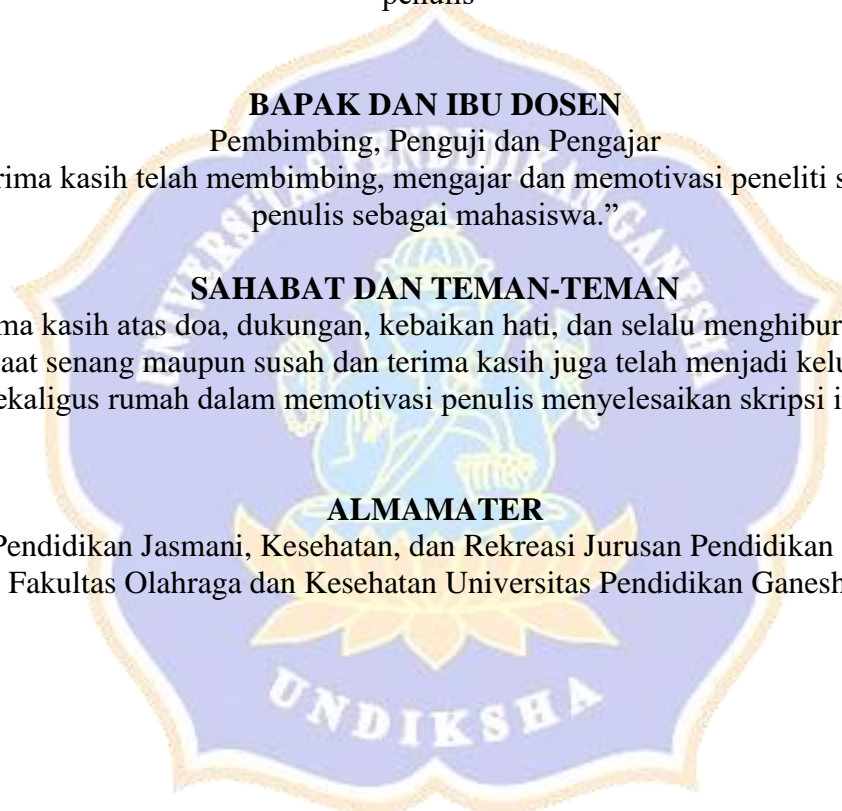 penulis
BAPAK DAN IBU DOSEN
Pembimbing, Penguji dan Pengajar
rima kasih telah membimbing, mengajar dan memotivasi peneliti s
penulis sebagai mahasiswa.”
SAHABAT DAN TEMAN-TEMAN
ma kasih atas doa, dukungan, kebaikan hati, dan selalu menghibur
aat senang maupun susah dan terima kasih juga telah menjadi kelu
ekaligus rumah dalam memotivasi penulis menyelesaikan skripsi i
ALMAMATER
Pendidikan Jasmani, Kesehatan, dan Rekreasi Jurusan Pendidikan
Fakultas Olahraga dan Kesehatan Universitas Pendidikan Ganesh
UNIVERSITAS PENDIDIKAN GANESHA
UNDIKSHA